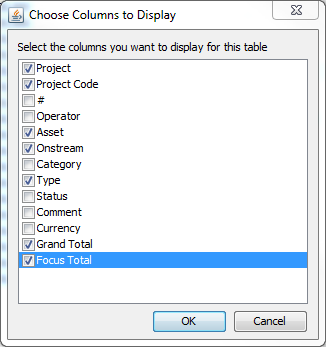 Choose Columns to Display
Select the columns you want to display for this table
Project
Project Code
#
Operator
Asset
Onstream
Category
Type
Status
Comment
Currency
Grand Total
Focus Total
OK
Cancel